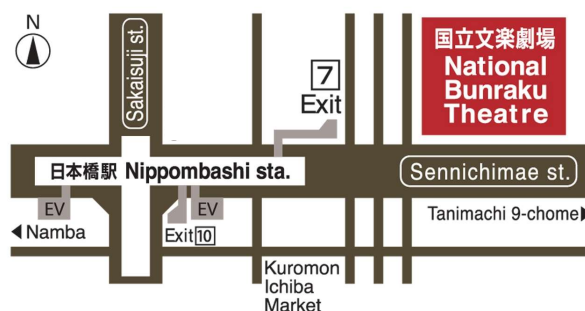 N
Sakaisuji st.
7
Exit
国立文楽劇場
National
Bunraku
Theatre
日本橋駅 Nippombashi sta.
Sennichimae st.
EV
EV
Exit 10
Namba
Tanimachi 9-chome
Kuromon
Ichiba
Market